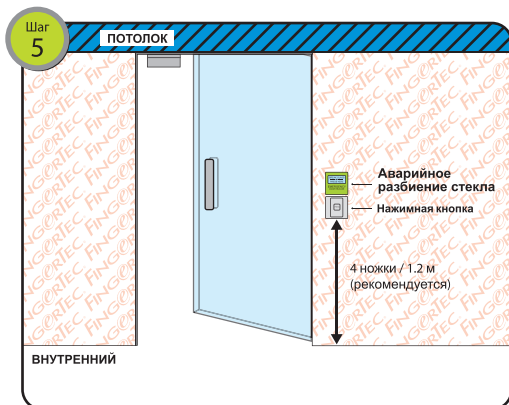 Шаг
5
ПОТОЛОК
Аварийное
разбиение стекла
Нажимная кнопка
4 ножки / 1.2 м
(рекомендуется)
ВНУТРЕННИЙ
FINGERTEC